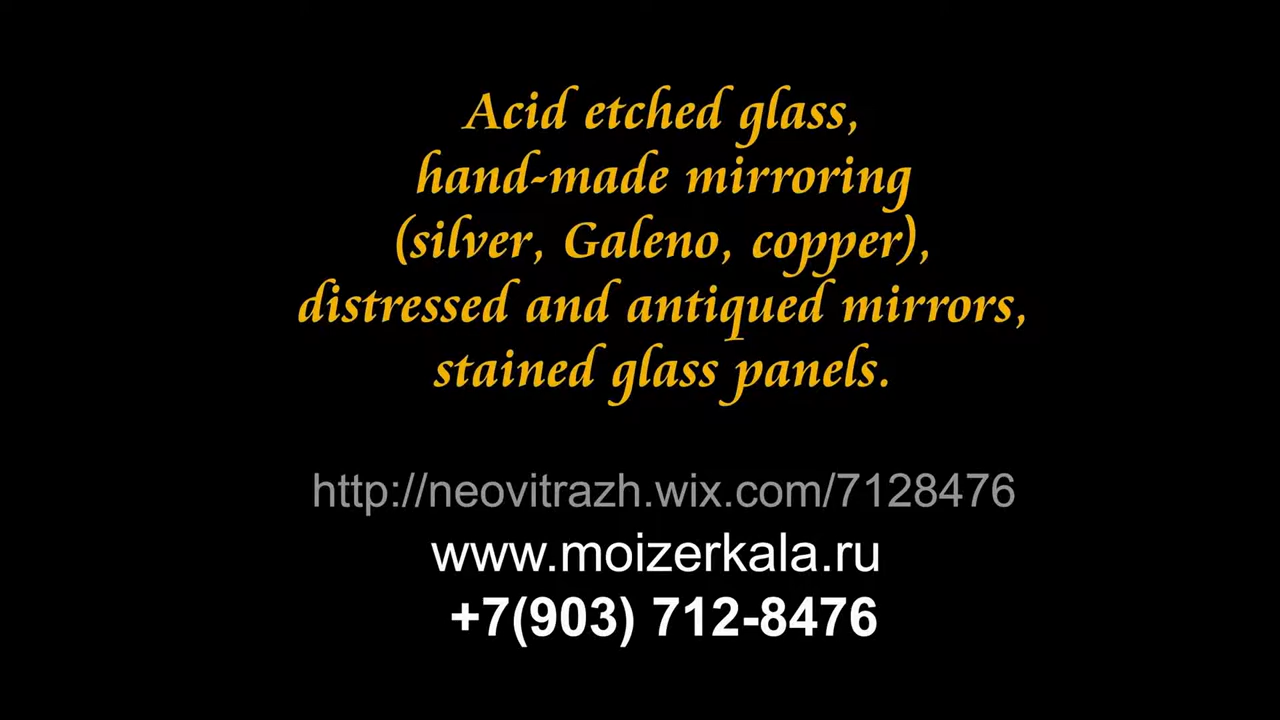 Acid etched glass,
hand-made mirroring
(silver, Galeno, copper),
distressed and antiqued mirrors,
stained glass panels.
http://neovitrazh.wix.com/7128476
www.moizerkala.ru
+7(903) 712-8476